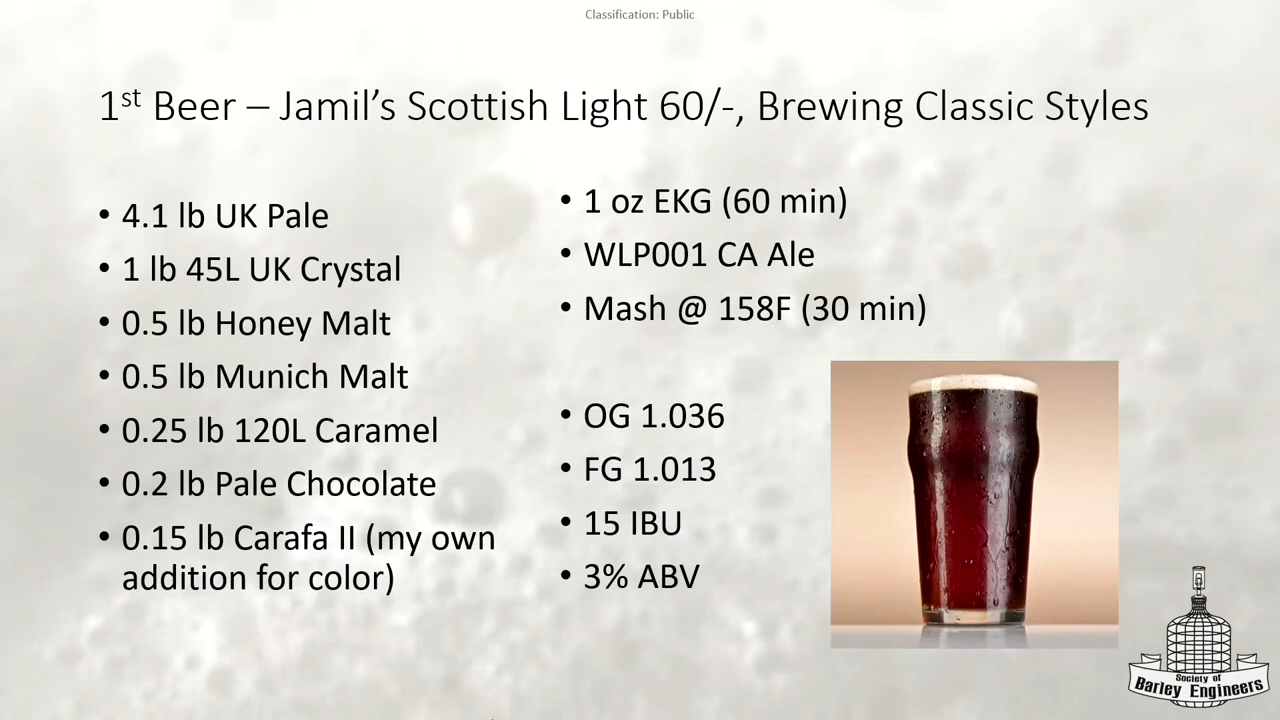 Classification: Public
1st Beer – Jamil's Scottish Light 60/-, Brewing Classic Styles
• 4.1 lb UK Pale
• 1 lb 45L UK Crystal
• 0.5 lb Honey Malt
• 0.5 lb Munich Malt
• 0.25 lb 120L Caramel
• 0.2 lb Pale Chocolate
• 0.15 lb Carafa II (my own
addition for color)
• 1 oz EKG (60 min)
• WLP001 CA Ale
• Mash @ 158F (30 min)
• OG 1.036
• FG 1.013
• 15 IBU
• 3% ABV
Society of
Barley Engineers